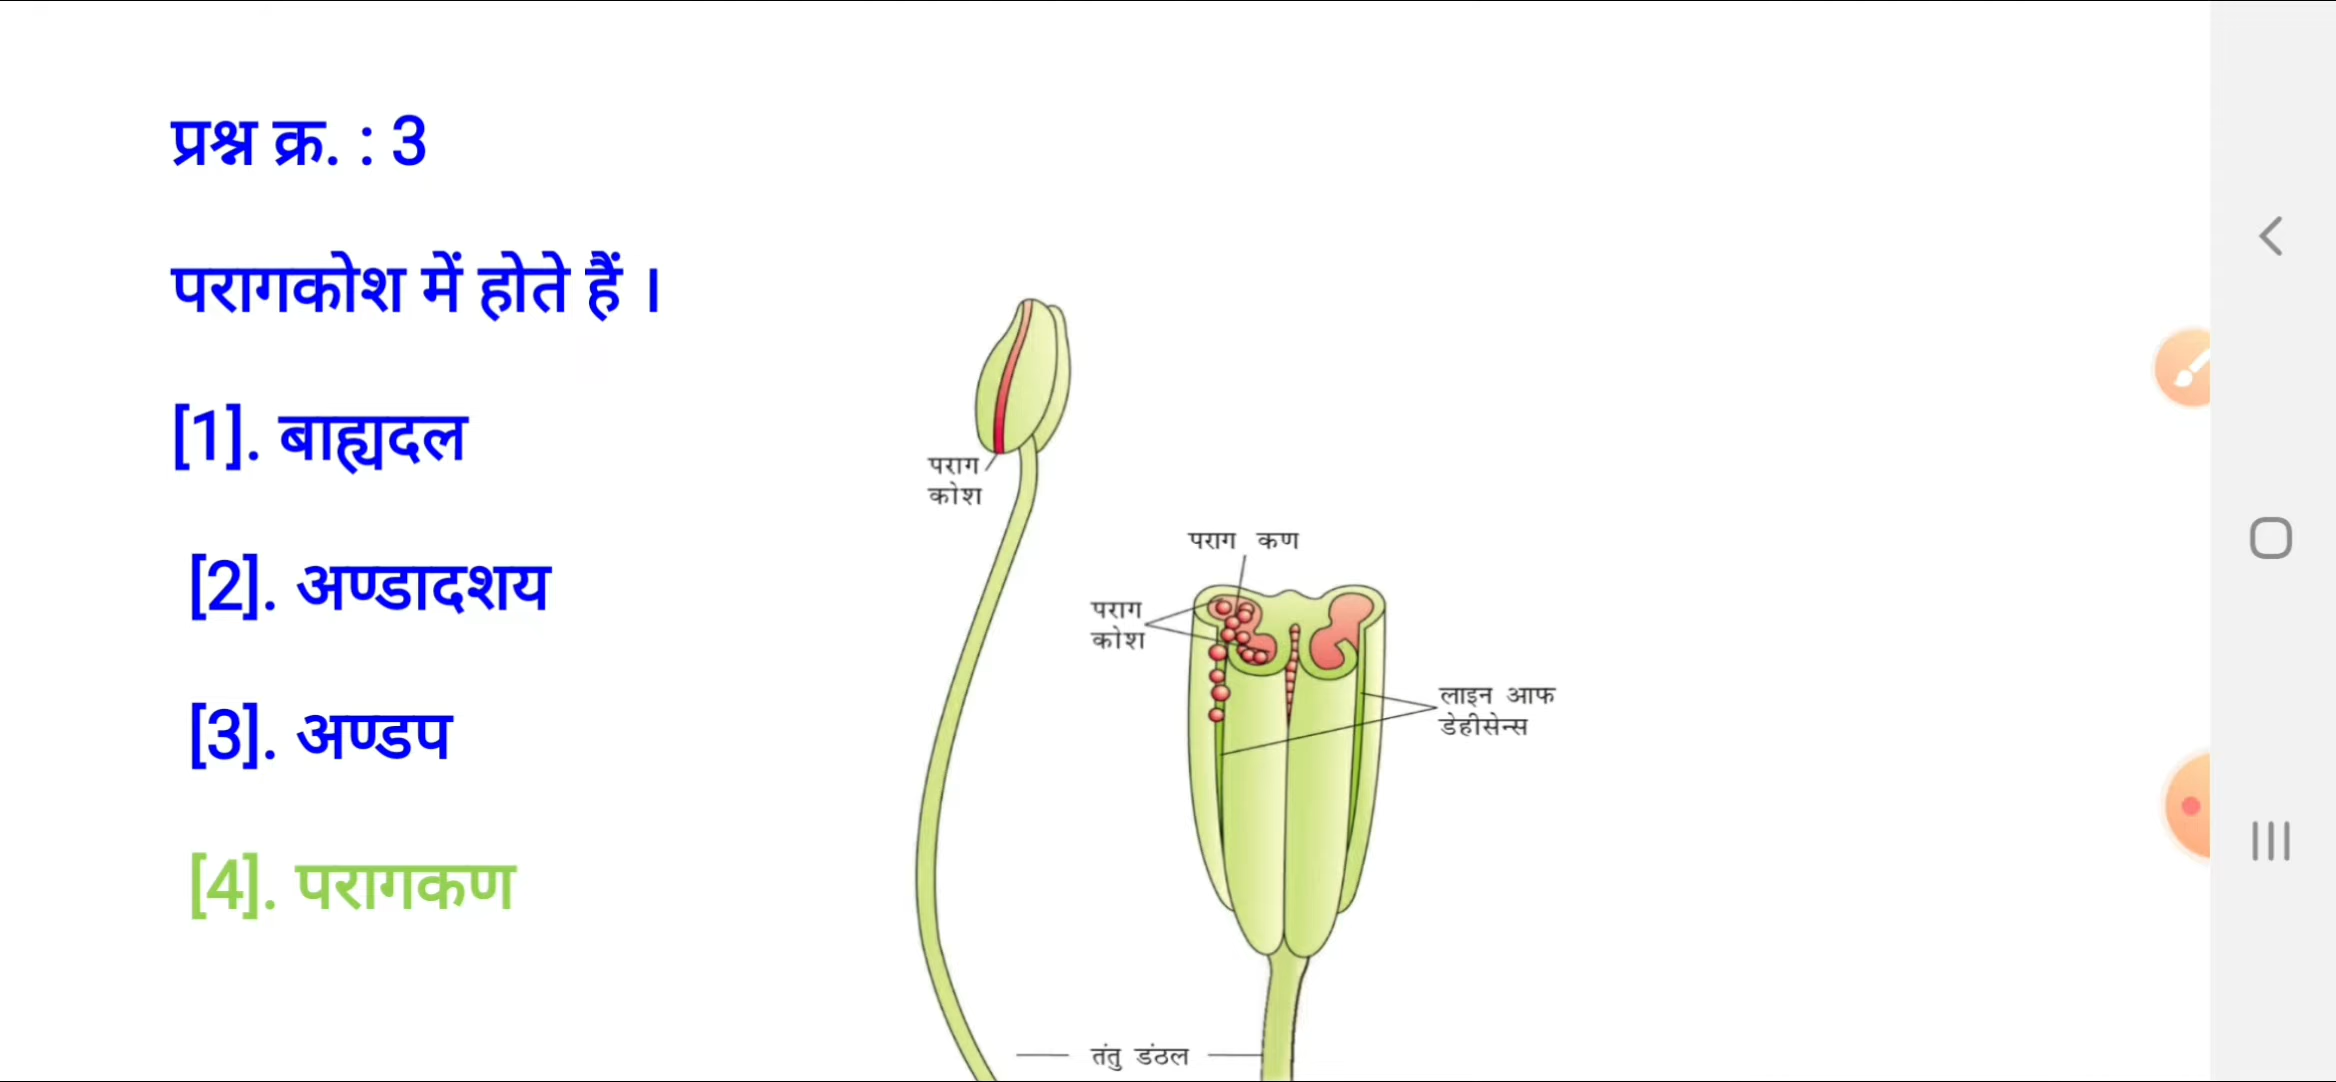 प्रश्न क्र. : 3
परागकोश में होते हैं ।
[1]. बाह्यदल
[2]. अण्डादशय
[3]. अण्डप
[4]. परागकण
पराग
कोश
पराग कण
पराग
कोश
लाइन आफ
डेहीसेन्स
तंतु डंठल